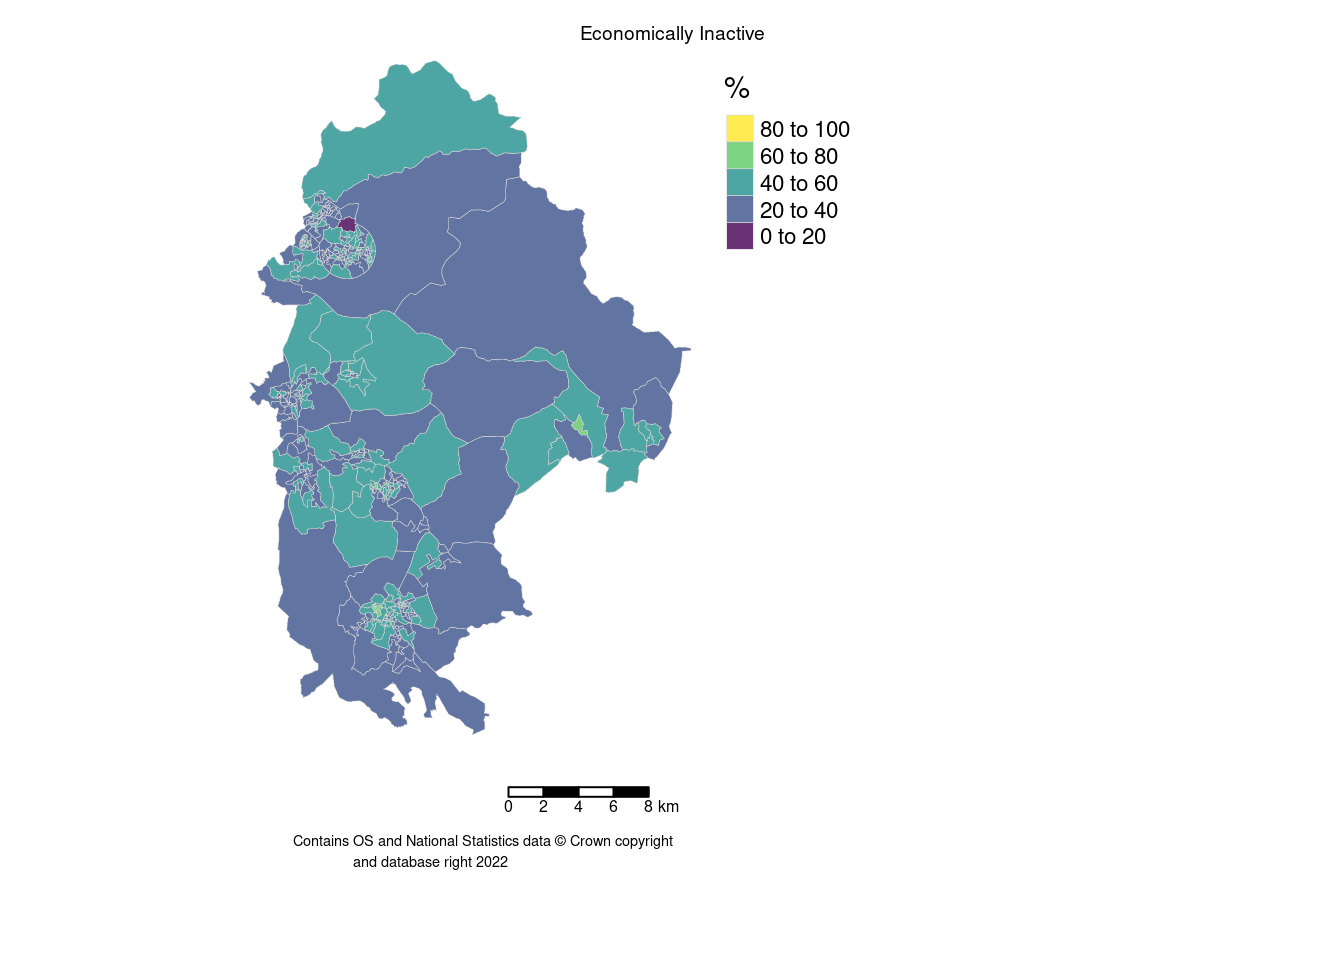 Economically Inactive
%
80 to 100
60 to 80
40 to 60
20 to 40
0 to 20
0 2 4 6 8 km
Contains OS and National Statistics data © Crown copyright
and database right 2022